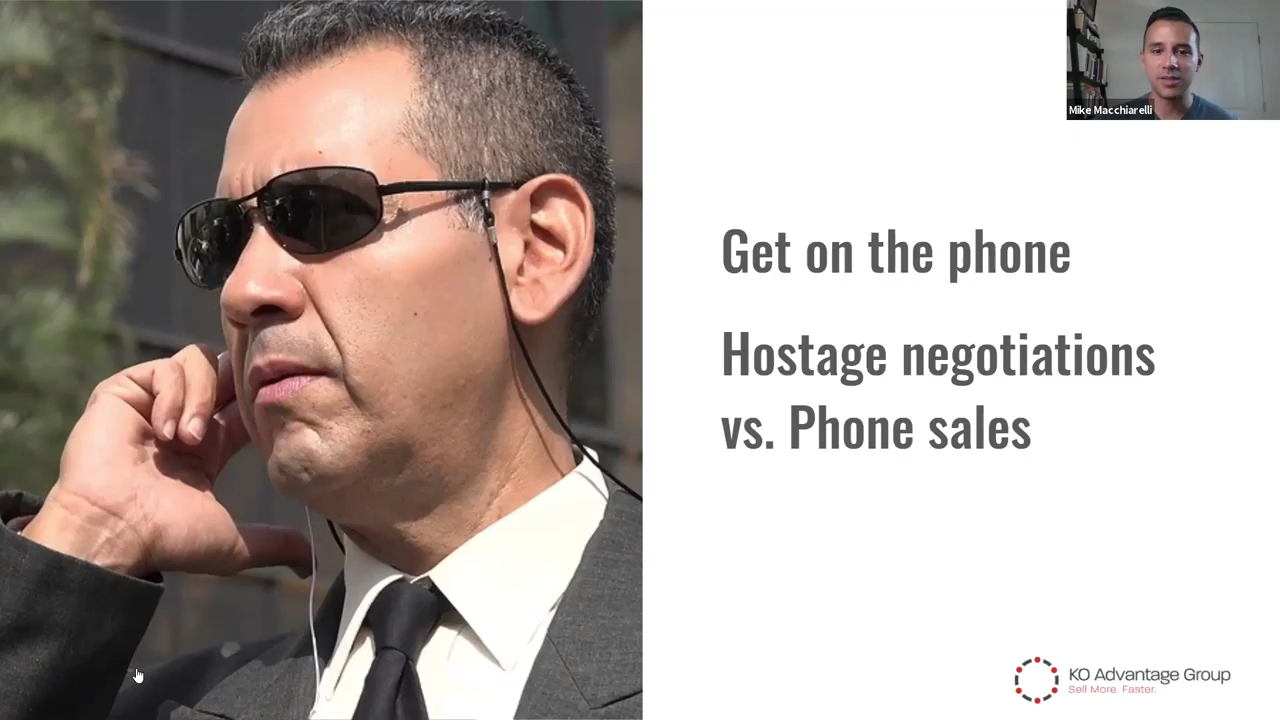 Mike Macchiarelli
Get on the phone
Hostage negotiations
vs. Phone sales
KO Advantage Group
Sell More. Faster.